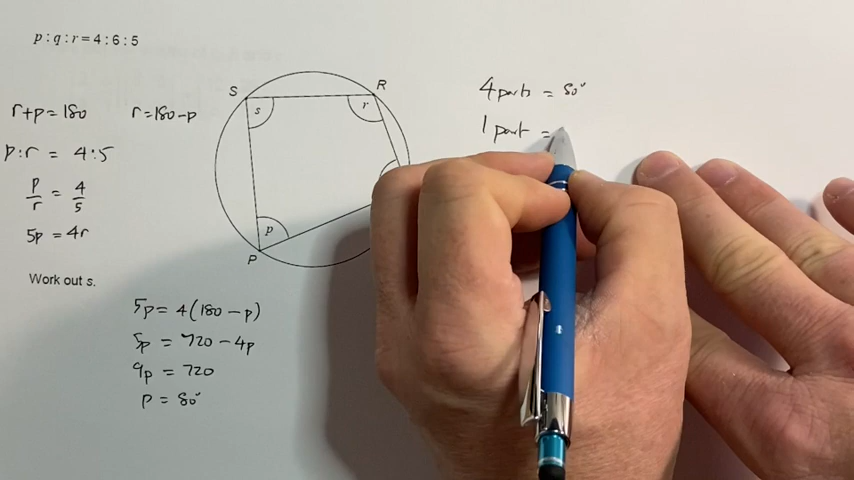 p : q : r = 4 : 6 : 5
r+p=180 r=180-p
p:r = 4:5
p/r = 4/5
5p = 4r
S
R
s
r
p
P
4 parts = 80°
1 part =
Work out s.
5p = 4(180 - p)
5p = 720 - 4p
9p = 720
p = 80°